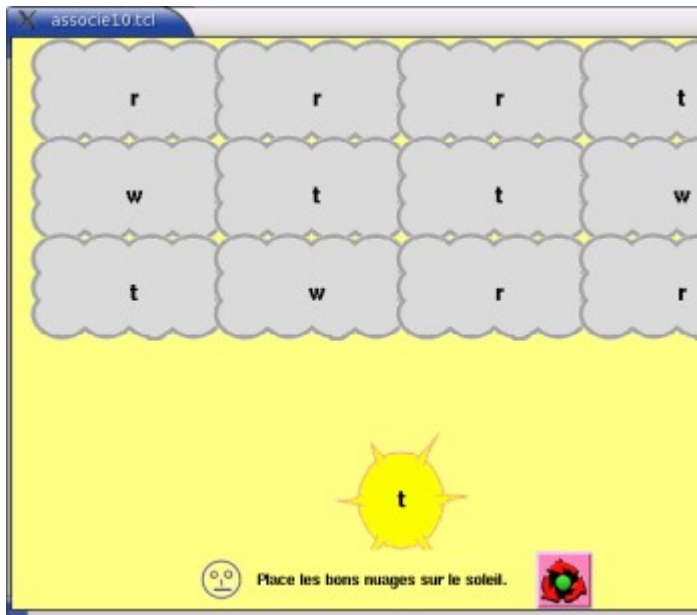 associe10.tcl
r r r t
w t t w
t w r r
t
Place les bons nuages sur le soleil.